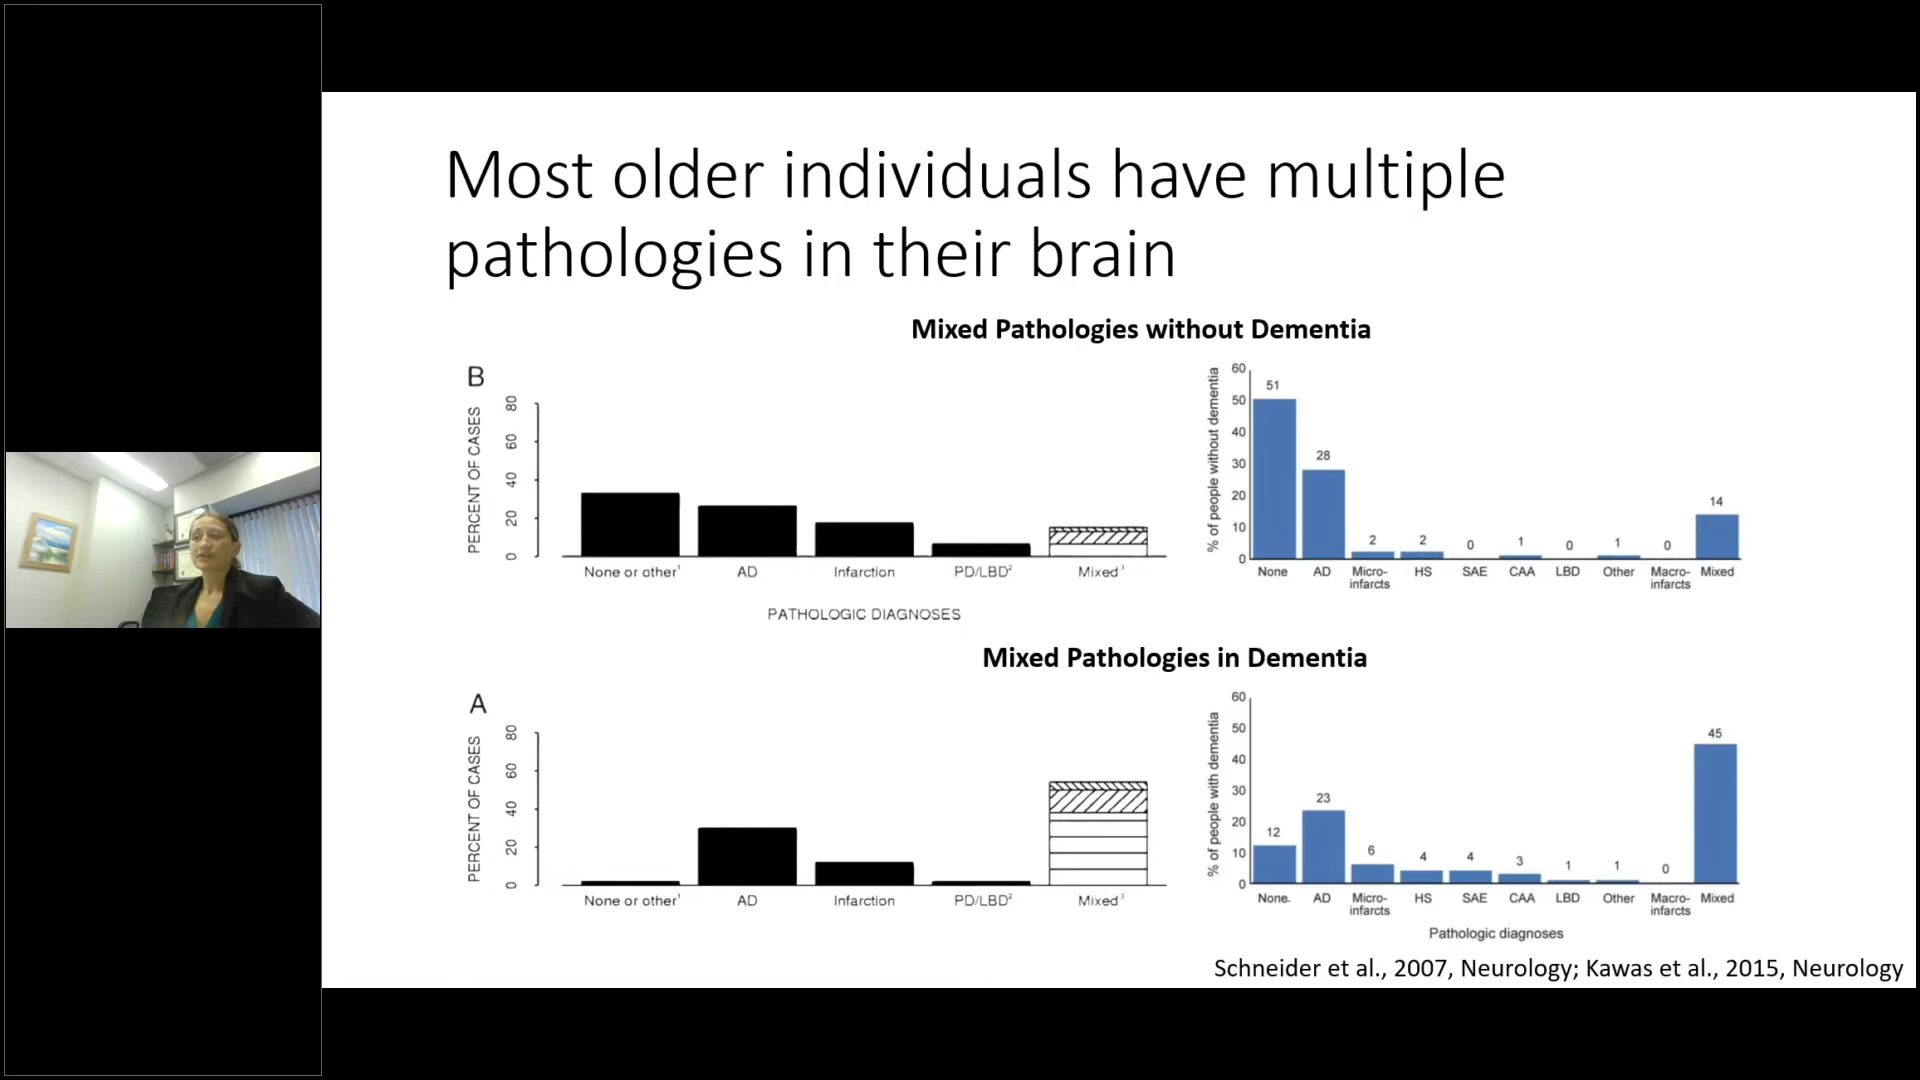 Most older individuals have multiple
pathologies in their brain
Mixed Pathologies without Dementia
B
PERCENT OF CASES
80
60
40
20
0
None or other¹
AD
Infarction
PD/LBD²
Mixed³
PATHOLOGIC DIAGNOSES
% of people without dementia
60
50
40
30
20
10
0
51
28
2
2
0
1
0
1
0
14
None
AD
Micro-
infarcts
HS
SAE
CAA
LBD
Other
Macro-
infarcts
Mixed
Mixed Pathologies in Dementia
A
PERCENT OF CASES
80
60
40
20
0
None or other¹
AD
Infarction
PD/LBD²
Mixed³
% of people with dementia
60
50
40
30
20
10
0
12
23
6
4
4
3
1
1
0
45
None.
AD
Micro-
infarcts
HS
SAE
CAA
LBD
Other
Macro-
infarcts
Mixed
Pathologic diagnoses
Schneider et al., 2007, Neurology; Kawas et al., 2015, Neurology